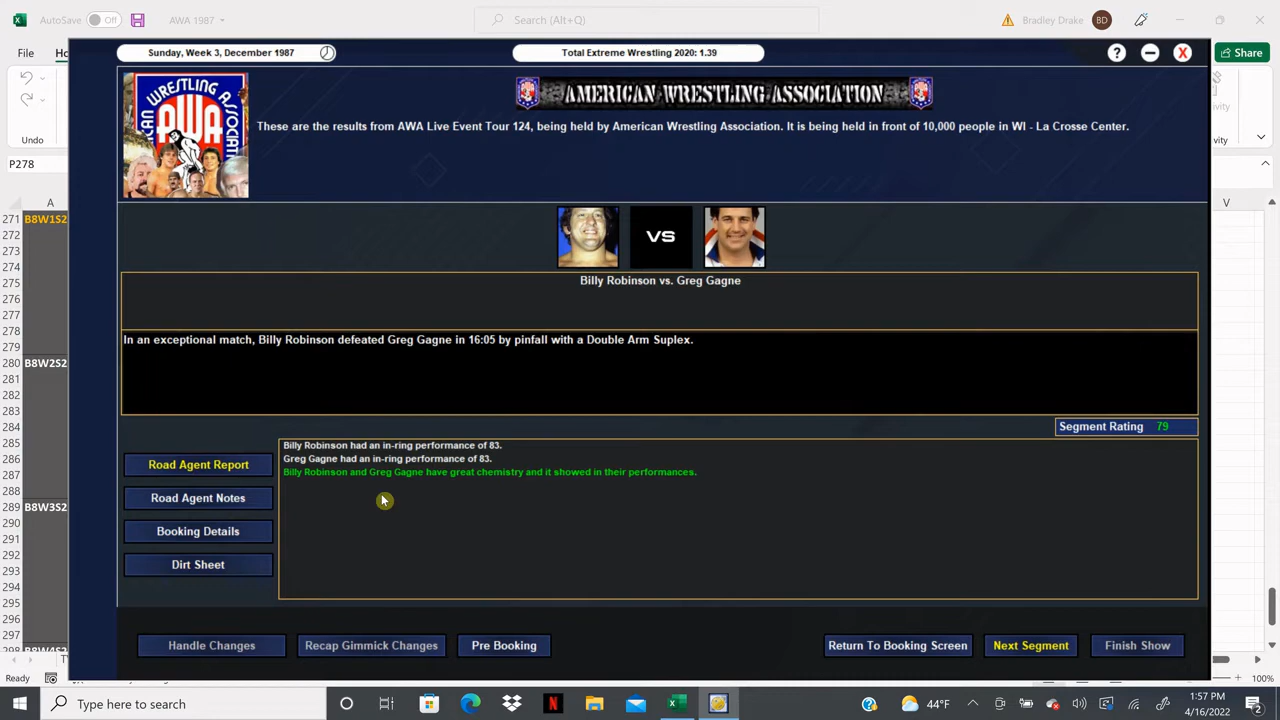 AutoSave
Off
AWA 1987
Search (Alt+Q)
Bradley Drake
BD
File
Share
Undo
P278
A
V
Sunday, Week 3, December 1987
Total Extreme Wrestling 2020: 1.39
?
X
AWA
AMERICAN WRESTLING ASSOCIATION
These are the results from AWA Live Event Tour 124, being held by American Wrestling Association. It is being held in front of 10,000 people in WI - La Crosse Center.
VS
Billy Robinson vs. Greg Gagne
In an exceptional match, Billy Robinson defeated Greg Gagne in 16:05 by pinfall with a Double Arm Suplex.
Segment Rating 79
Road Agent Report
Road Agent Notes
Booking Details
Dirt Sheet
Billy Robinson had an in-ring performance of 83.
Greg Gagne had an in-ring performance of 83.
Billy Robinson and Greg Gagne have great chemistry and it showed in their performances.
Handle Changes
Recap Gimmick Changes
Pre Booking
Return To Booking Screen
Next Segment
Finish Show
271 B8W1S2
272
273
274
275
276
277
278
279
280 B8W2S2
281
282
283
284
285
286
287
288
289 B8W3S2
290
291
292
293
294
295
296
297
Ready
100%
Type here to search
44°F
1:57 PM
4/16/2022
2